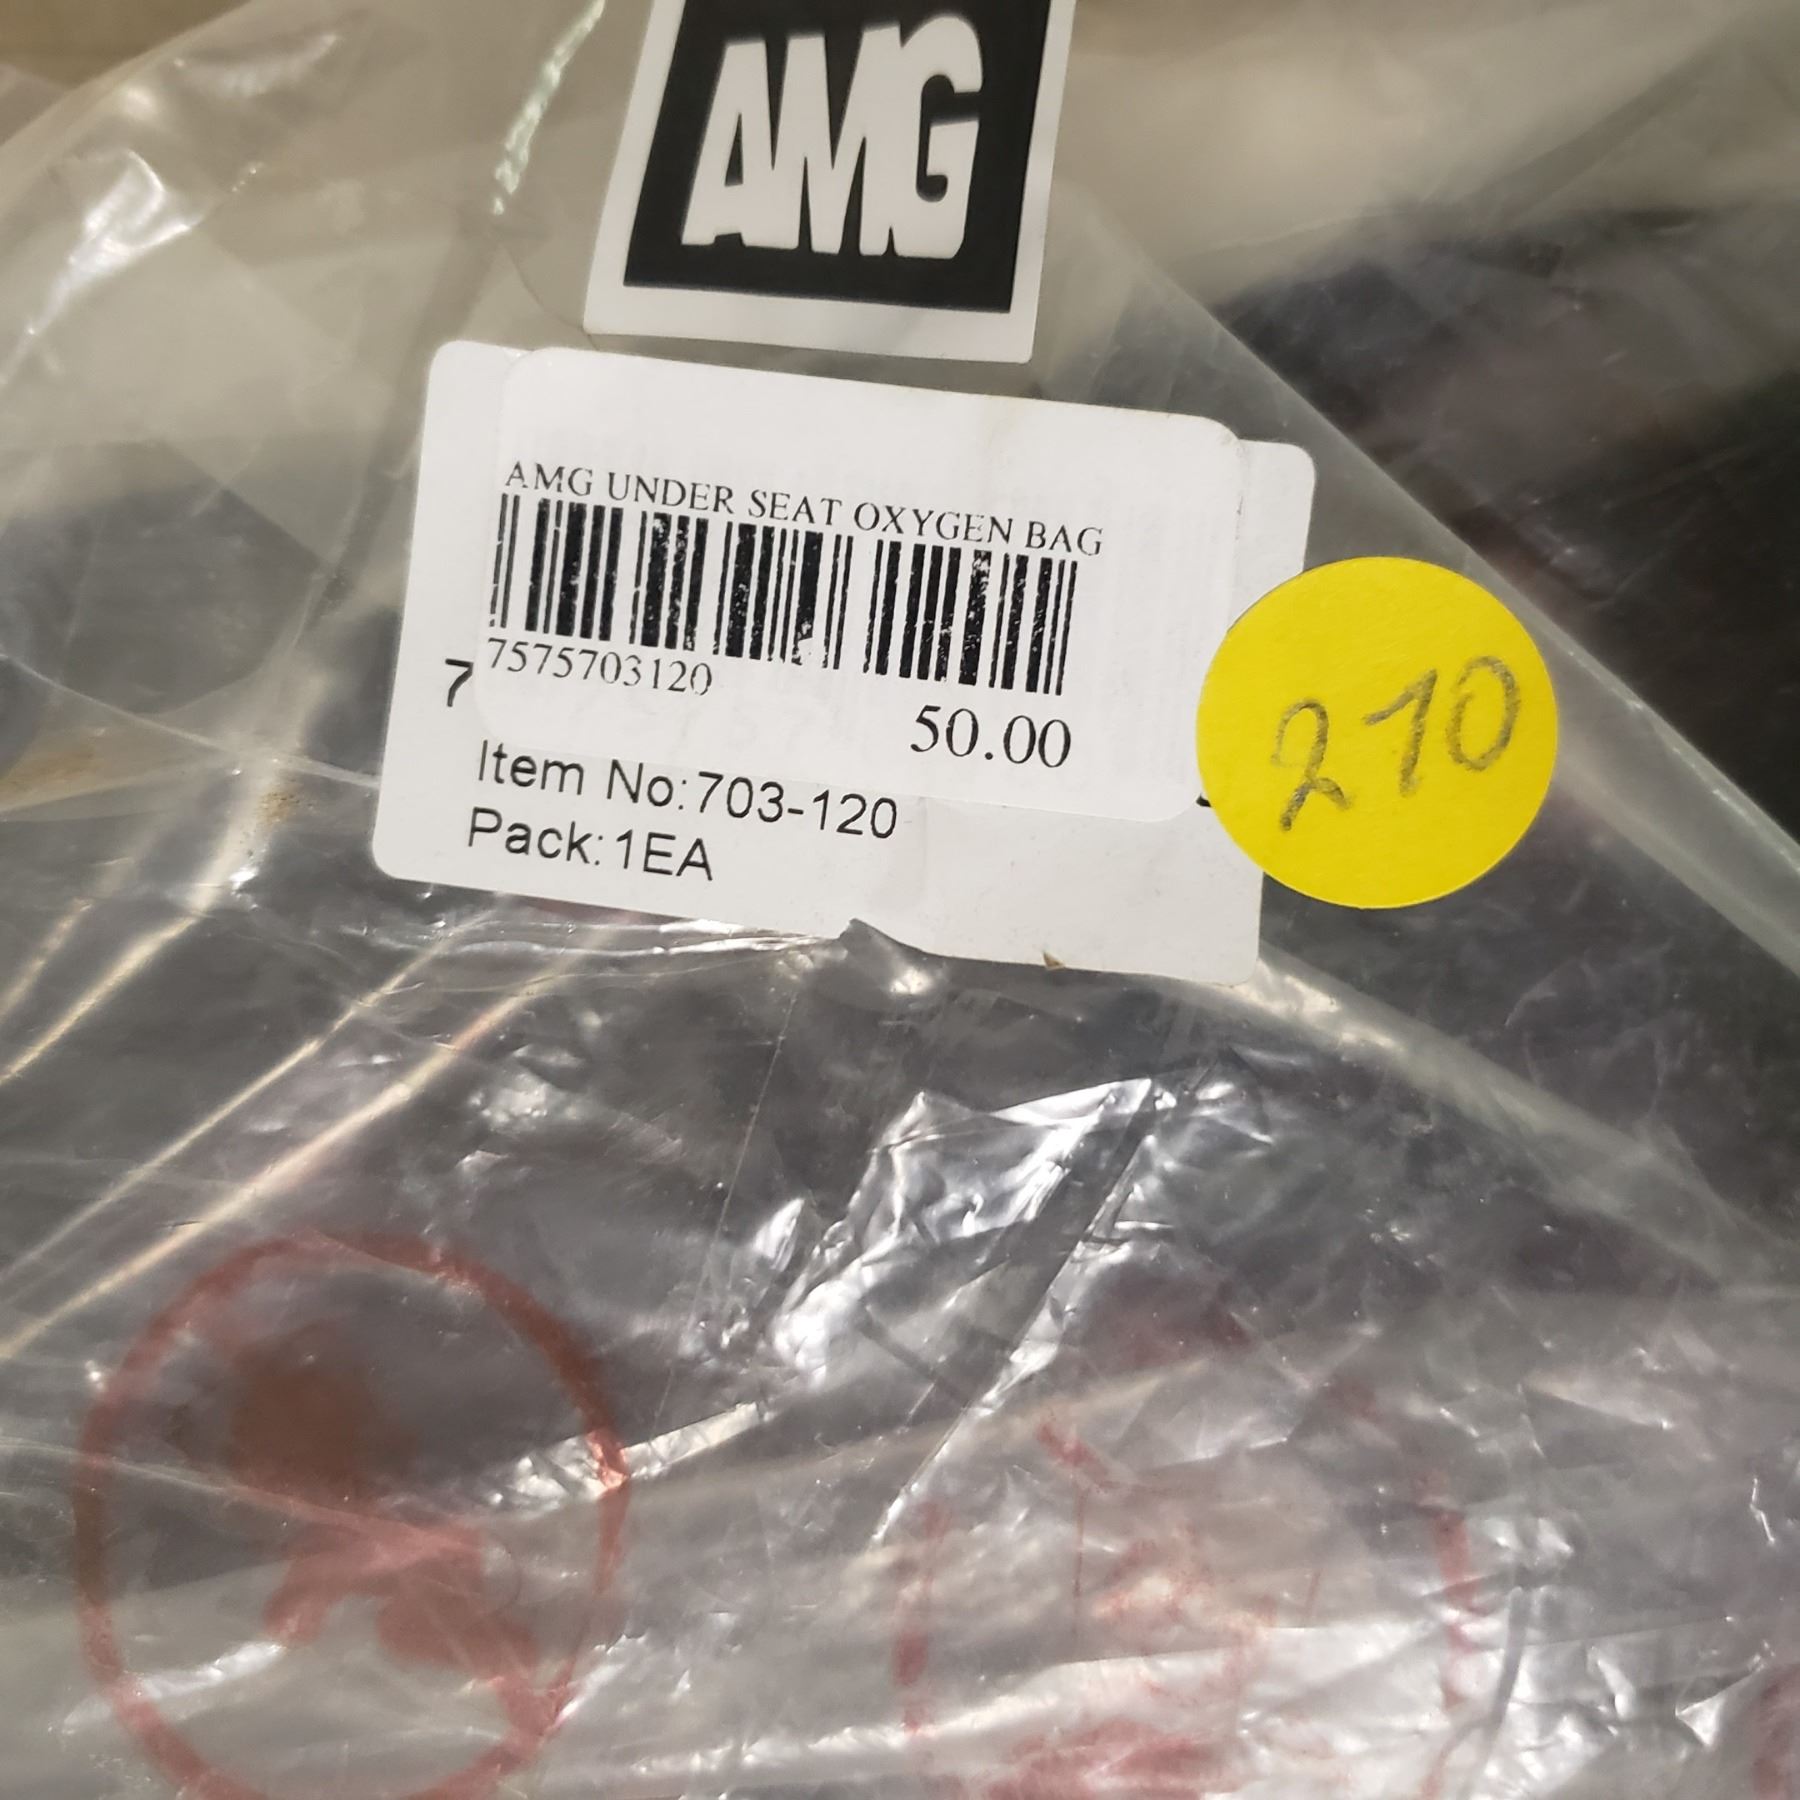 AMG
AMG UNDER SEAT OXYGEN BAG
7 7575703120
50.00
Item No:703-120
Pack:1EA
210